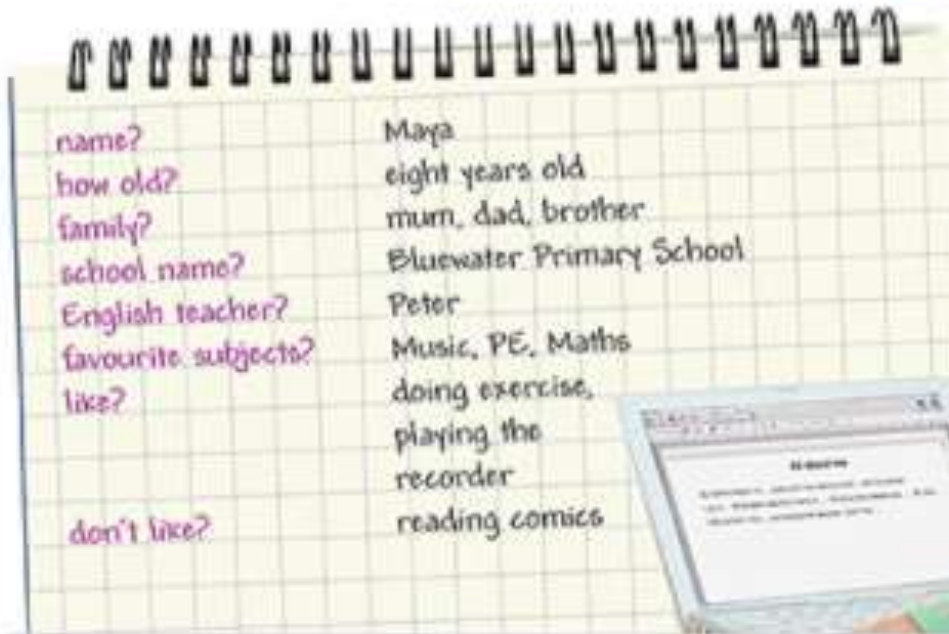 name? Maya
how old? eight years old
family? mum, dad, brother
school name? Bluewater Primary School
English teacher? Peter
favourite subjects? Music, PE, Maths
like? doing exercise,
playing the
recorder
don't like? reading comics